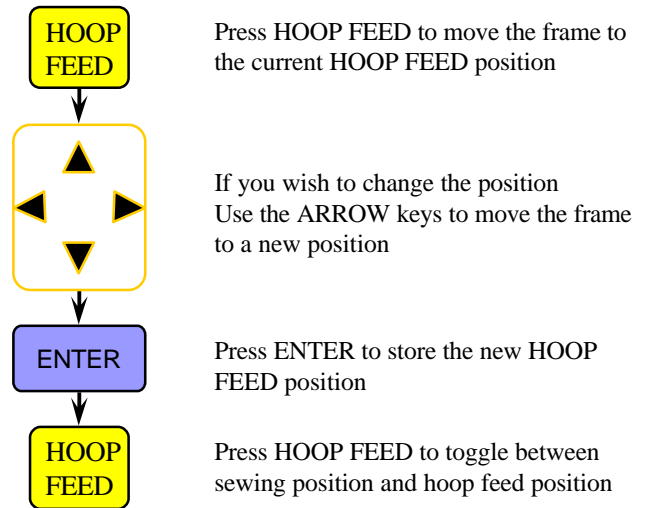 HOOP
FEED
Press HOOP FEED to move the frame to
the current HOOP FEED position
If you wish to change the position
Use the ARROW keys to move the frame
to a new position
ENTER
Press ENTER to store the new HOOP
FEED position
HOOP
FEED
Press HOOP FEED to toggle between
sewing position and hoop feed position